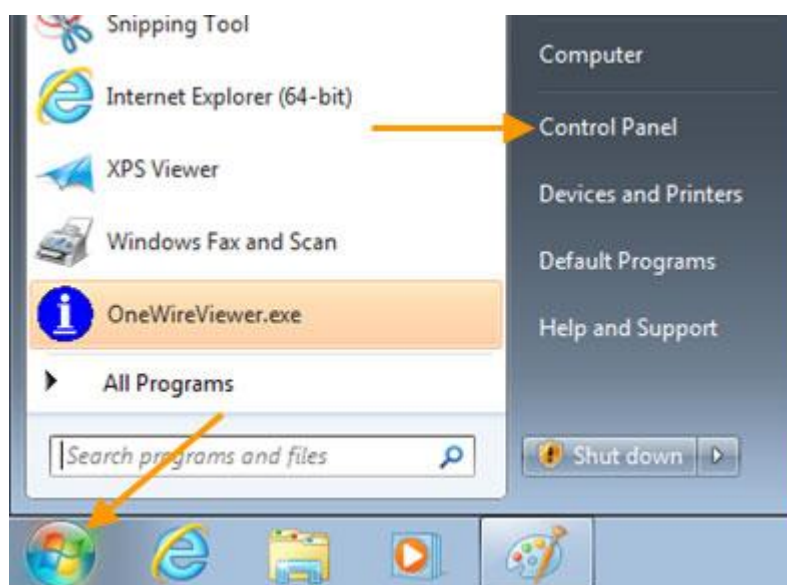 Snipping Tool
Internet Explorer (64-bit)
XPS Viewer
Windows Fax and Scan
OneWireViewer.exe
All Programs
Search programs and files
Computer
Control Panel
Devices and Printers
Default Programs
Help and Support
Shut down